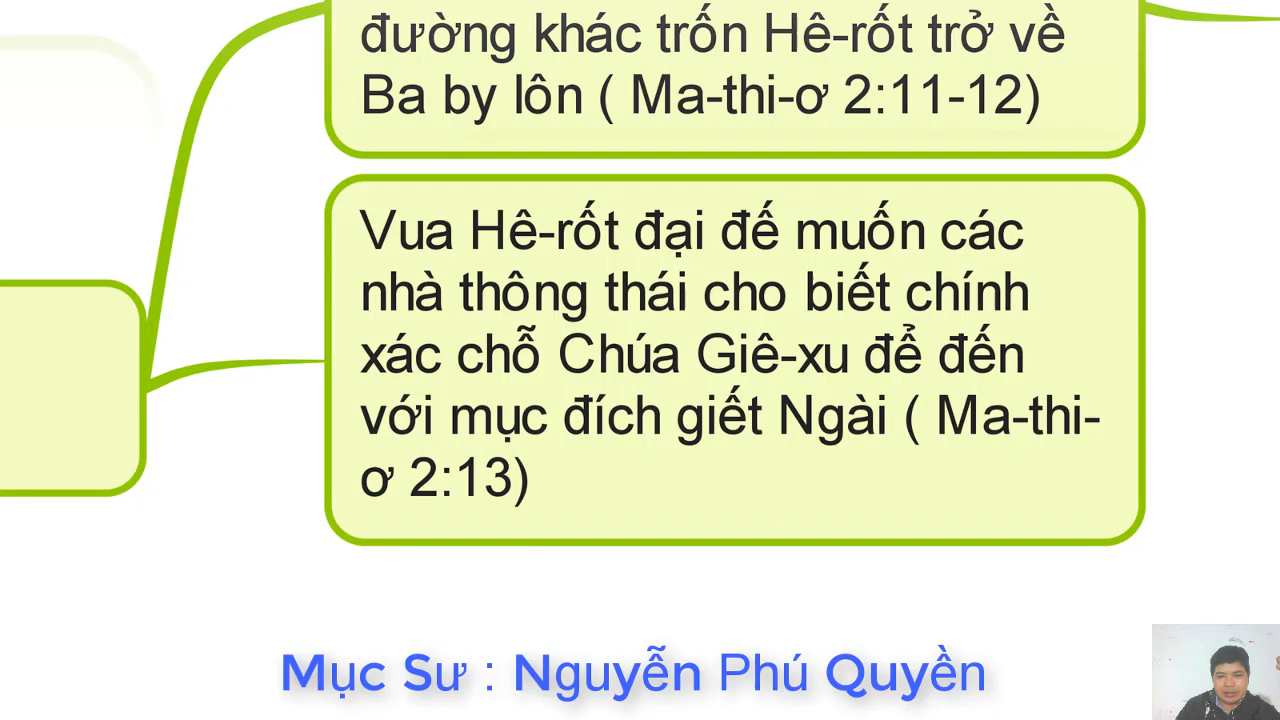 đường khác trốn Hê-rốt trở về
Ba by lôn ( Ma-thi-ơ 2:11-12)
Vua Hê-rốt đại đế muốn các
nhà thông thái cho biết chính
xác chỗ Chúa Giê-xu để đến
với mục đích giết Ngài ( Ma-thi-
ơ 2:13)
Mục Sư : Nguyễn Phú Quyền